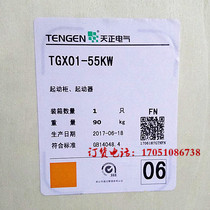 TENGEN 天正电气
TGX01-55KW
起动柜、起动器
装箱数量 1 只 FN
重量 90 kg
生产日期 2017-06-18
符合标准 GB14048.4
订货电话：17051086738
06